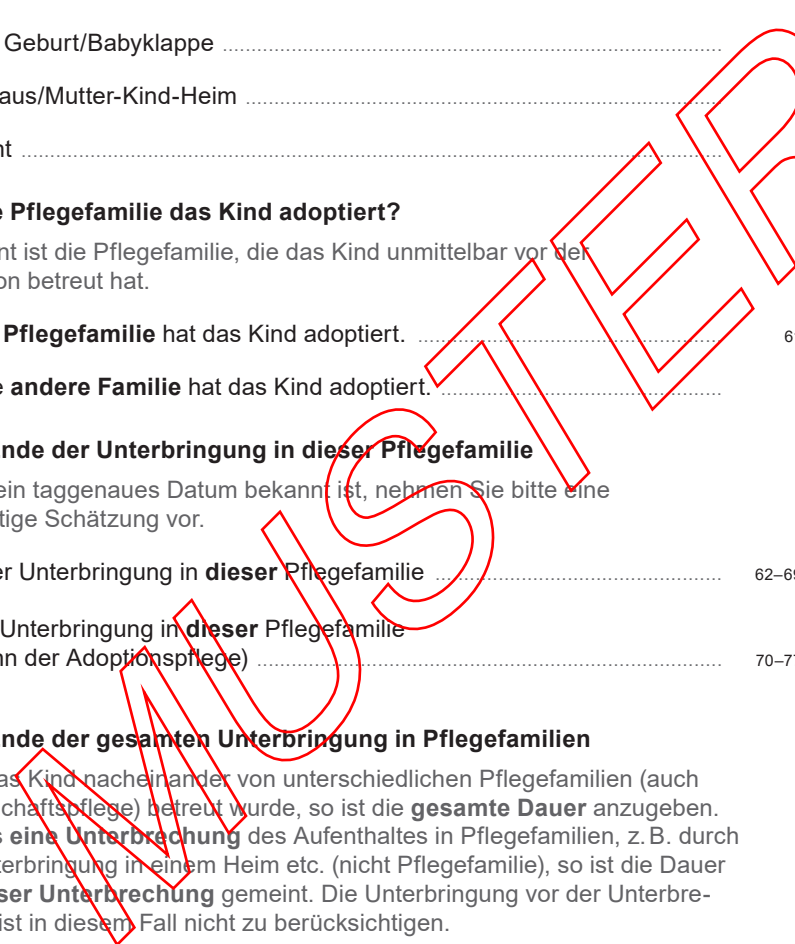 Geburt/Babyklappe
aus/Mutter-Kind-Heim
nt
e Pflegefamilie das Kind adoptiert?
nt ist die Pflegefamilie, die das Kind unmittelbar vor der
on betreut hat.
Pflegefamilie hat das Kind adoptiert. 6
e andere Familie hat das Kind adoptiert.
nde der Unterbringung in dieser Pflegefamilie
ein taggenaues Datum bekannt ist, nehmen Sie bitte eine
tige Schätzung vor.
er Unterbringung in dieser Pflegefamilie 62–69
Unterbringung in dieser Pflegefamilie
nn der Adoptionspflege) 70–77
nde der gesamten Unterbringung in Pflegefamilien
as Kind nacheinander von unterschiedlichen Pflegefamilien (auch
chaftspflege) betreut wurde, so ist die gesamte Dauer anzugeben.
s eine Unterbrechung des Aufenthaltes in Pflegefamilien, z. B. durch
terbringung in einem Heim etc. (nicht Pflegefamilie), so ist die Dauer
ser Unterbrechung gemeint. Die Unterbringung vor der Unterbre-
ist in diesem Fall nicht zu berücksichtigen.
MUSTER